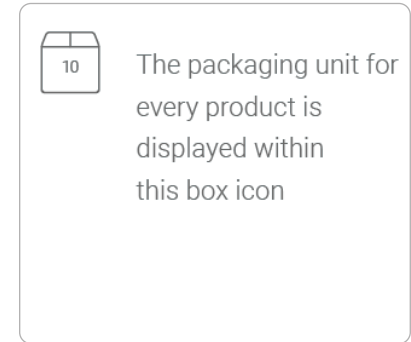 10
The packaging unit for
every product is
displayed within
this box icon